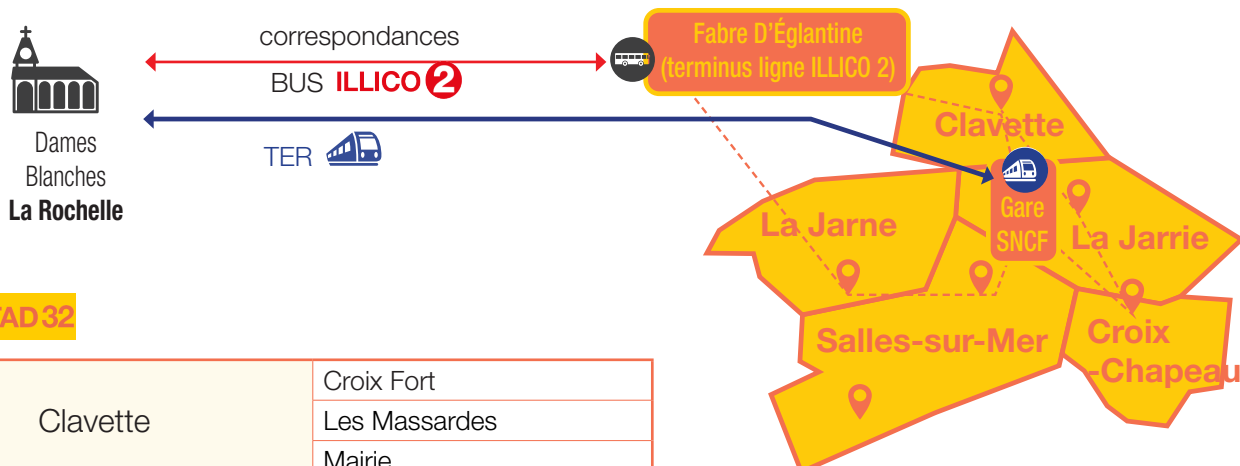 correspondances
BUS ILLICO 2
TER
Dames
Blanches
La Rochelle
Fabre D'Églantine
(terminus ligne ILLICO 2)
Clavette
Gare
SNCF
La Jarne
La Jarrie
Salles-sur-Mer
Croix
-Chapeau
AD 32
Clavette
Croix Fort
Les Massardes
Mairie